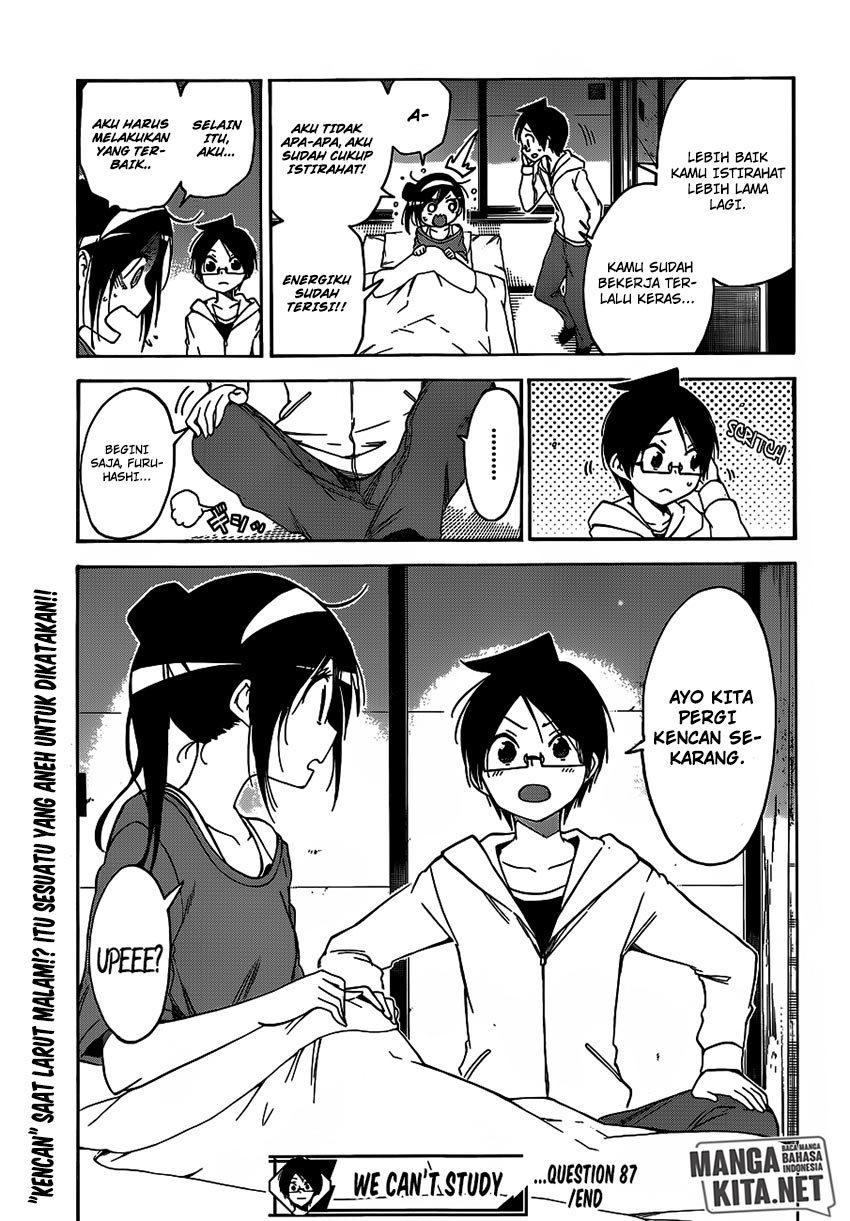 LEBIH BAIK
KAMU ISTIRAHAT
LEBIH LAMA
LAGI.
KAMU SUDAH
BEKERJA TER-
LALU KERAS...
A-
AKU TIDAK
APA-APA, AKU
SUDAH CUKUP
ISTIRAHAT!
ENERGIKU
SUDAH
TERISI!!
SELAIN
ITU,
AKU...
AKU HARUS
MELAKUKAN
YANG TER-
BAIK..
SCRITCH
.........
BEGINI
SAJA, FURU-
HASHI...
AYO KITA
PERGI
KENCAN SE-
KARANG.
UPEEE?
"KENCAN" SAAT LARUT MALAM!? ITU SESUATU YANG ANEH UNTUK DIKATAKAN!!
WE CAN'T STUDY
...QUESTION 87
/END
MANGA
KITA.NET
BACA MANGA
BAHASA
INDONESIA